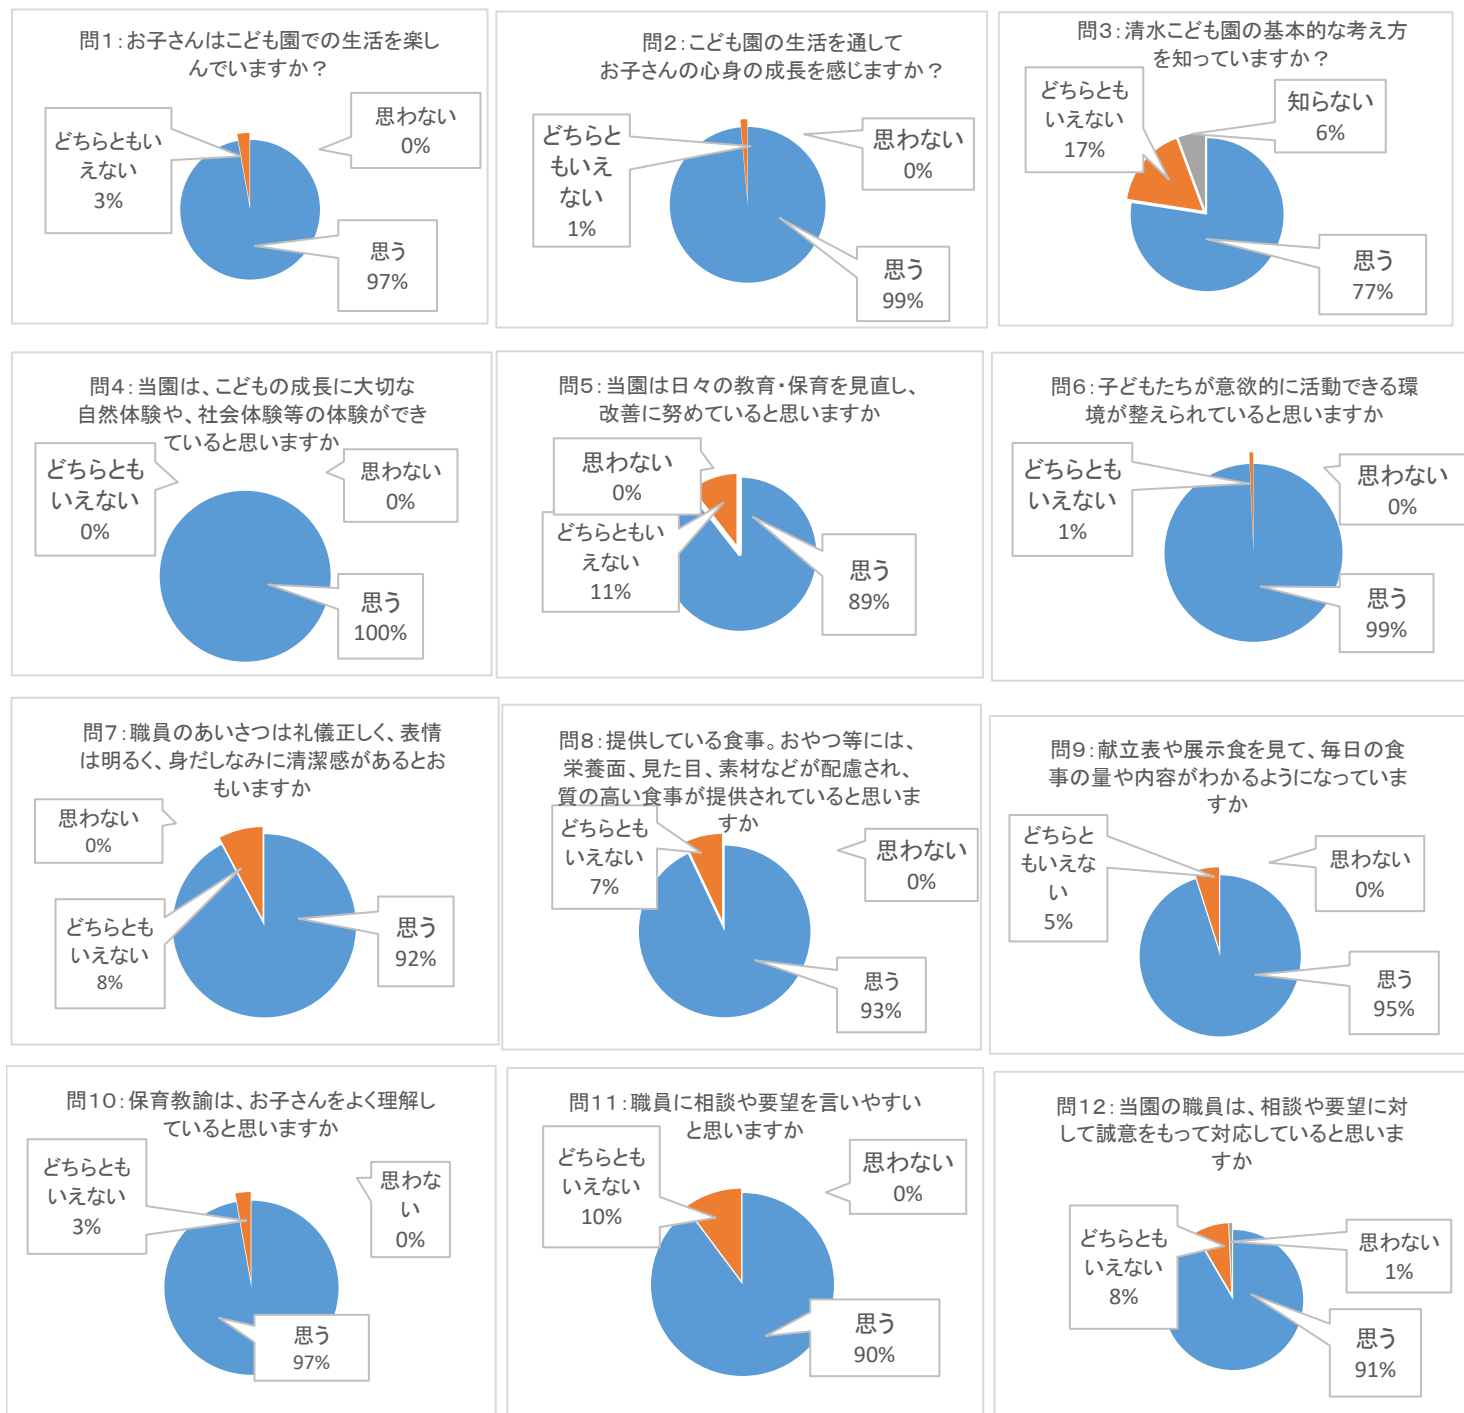 問1：お子さんはこども園での生活を楽し
んでいますか？
どちらともい
えない
3%
思わない
0%
思う
97%
問2：こども園の生活を通して
お子さんの心身の成長を感じますか？
どちらと
もいえ
ない
1%
思わない
0%
思う
99%
問3：清水こども園の基本的な考え方
を知っていますか？
どちらとも
いえない
17%
知らない
6%
思う
77%
問4：当園は、こどもの成長に大切な
自然体験や、社会体験等の体験ができ
ていると思いますか
どちらとも
いえない
0%
思わない
0%
思う
100%
問5：当園は日々の教育・保育を見直し、
改善に努めていると思いますか
思わない
0%
どちらともい
えない
11%
思う
89%
問6：子どもたちが意欲的に活動できる環
境が整えられていると思いますか
どちらとも
いえない
1%
思わない
0%
思う
99%
問7：職員のあいさつは礼儀正しく、表情
は明るく、身だしなみに清潔感があるとお
もいますか
思わない
0%
どちらとも
いえない
8%
思う
92%
問8：提供している食事。おやつ等には、
栄養面、見た目、素材などが配慮され、
質の高い食事が提供されていると思いま
すか
どちらとも
いえない
7%
思わない
0%
思う
93%
問9：献立表や展示食を見て、毎日の食
事の量や内容がわかるようになっていま
すか
どちらと
もいえな
い
5%
思わない
0%
思う
95%
問10：保育教諭は、お子さんをよく理解し
ていると思いますか
どちらとも
いえない
3%
思わな
い
0%
思う
97%
問11：職員に相談や要望を言いやすい
と思いますか
どちらとも
いえない
10%
思わない
0%
思う
90%
問12：当園の職員は、相談や要望に対
して誠意をもって対応していると思いま
すか
どちらとも
いえない
8%
思わない
1%
思う
91%